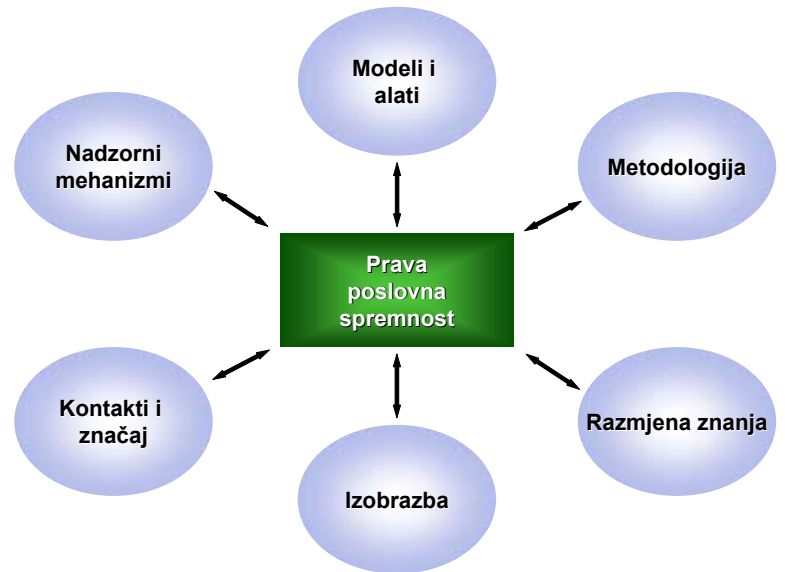 Modeli i
alati
Nadzorni
mehanizmi
Metodologija
Prava
poslovna
spremnost
Kontakti i
značaj
Razmjena znanja
Izobrazba